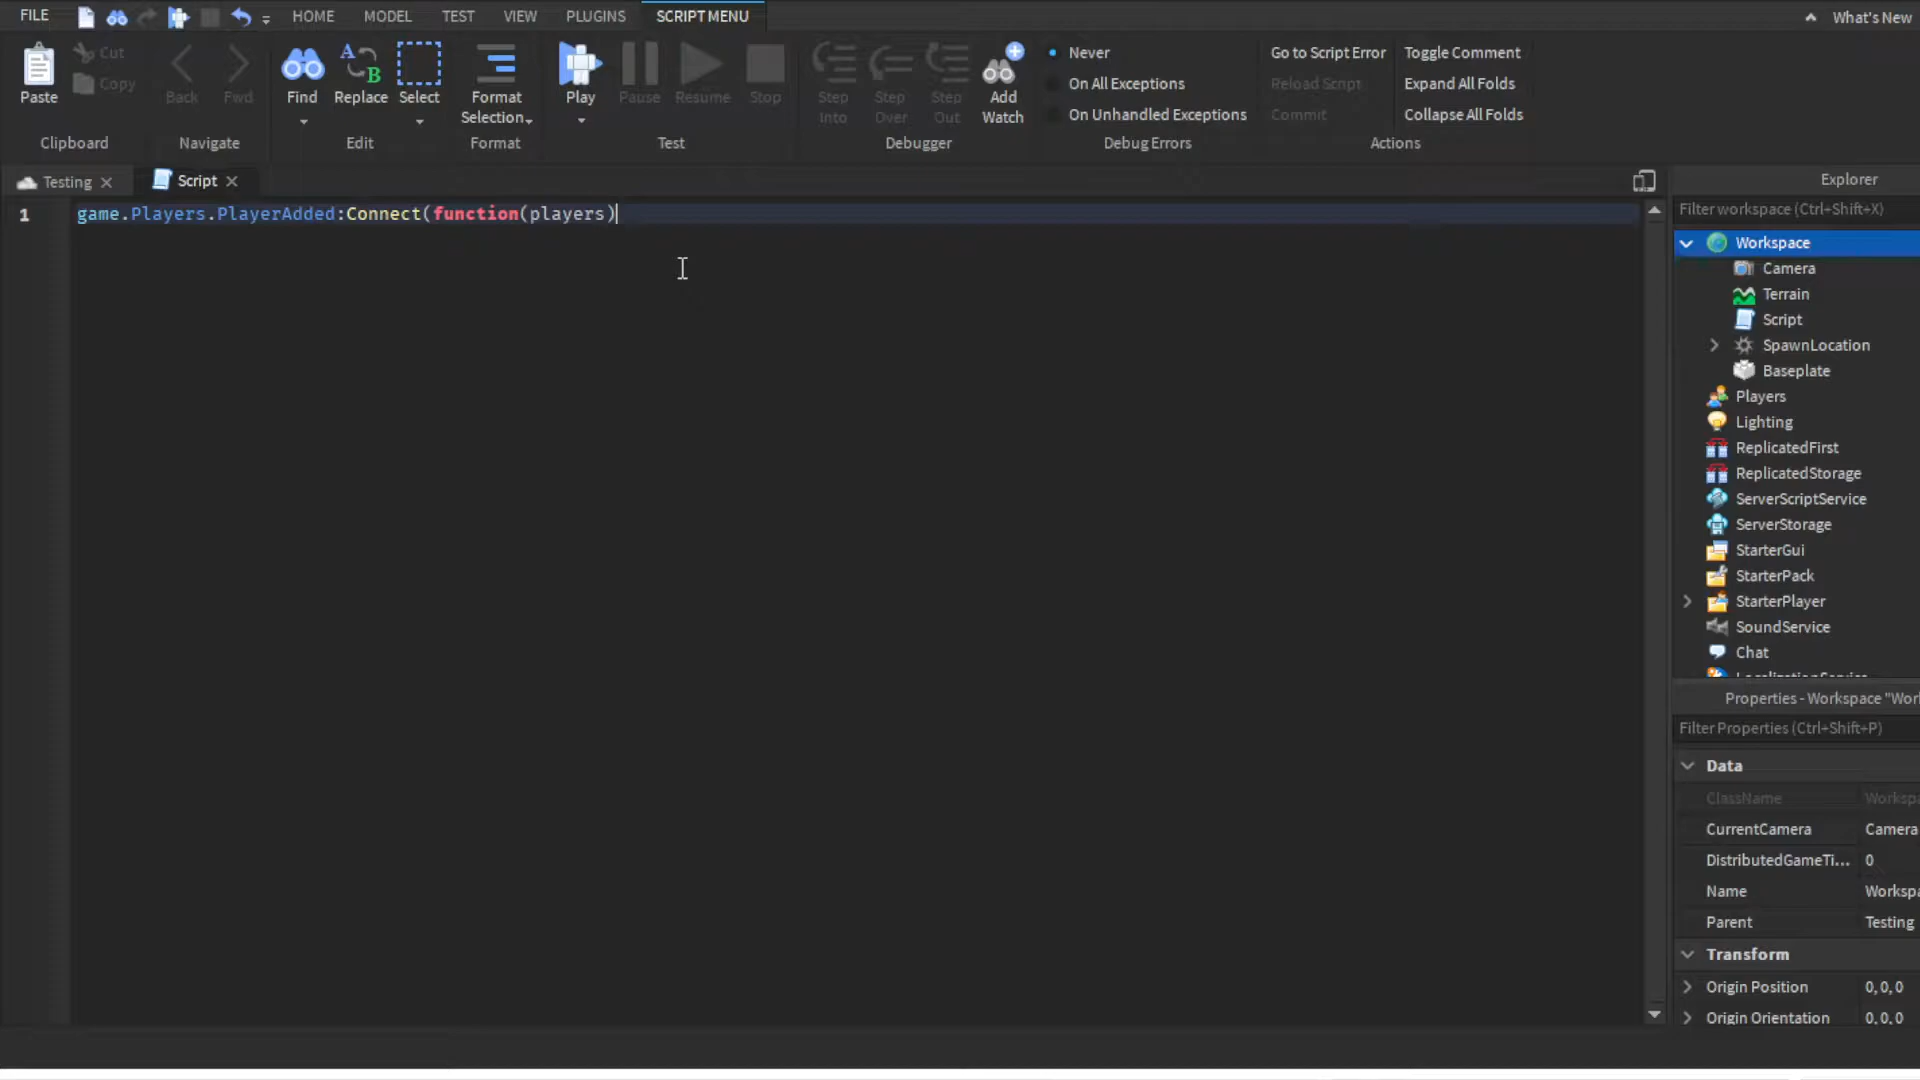 FILE HOME MODEL TEST VIEW PLUGINS SCRIPT MENU What's New
Paste Cut Copy
Back Fwd
Find Replace Select
Format Selection
Play Pause Resume Stop
Step Into Step Over Step Out Add Watch
Never
On All Exceptions
On Unhandled Exceptions
Go to Script Error
Reload Script
Commit
Toggle Comment
Expand All Folds
Collapse All Folds
Clipboard Navigate Edit Format Test Debugger Debug Errors Actions
Testing Script
1 game.Players.PlayerAdded:Connect(function(players)
Explorer
Filter workspace (Ctrl+Shift+X)
Workspace
Camera
Terrain
Script
SpawnLocation
Baseplate
Players
Lighting
ReplicatedFirst
ReplicatedStorage
ServerScriptService
ServerStorage
StarterGui
StarterPack
StarterPlayer
SoundService
Chat
Properties - Workspace "Wor
Filter Properties (Ctrl+Shift+P)
Data
ClassName Workspa
CurrentCamera Camera
DistributedGameTi... 0
Name Workspa
Parent Testing
Transform
Origin Position 0, 0, 0
Origin Orientation 0, 0, 0